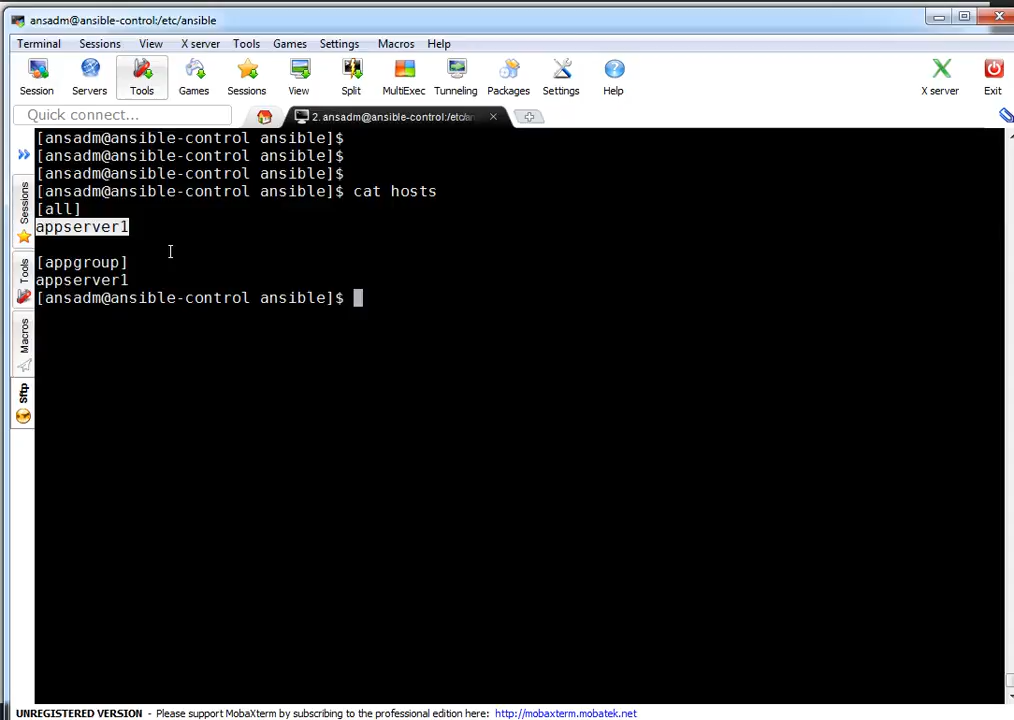 ansadm@ansible-control:/etc/ansible
Terminal Sessions View X server Tools Games Settings Macros Help
Session Servers Tools Games Sessions View Split MultiExec Tunneling Packages Settings Help X server Exit
Quick connect...
2. ansadm@ansible-control:/etc/an
[ansadm@ansible-control ansible]$
[ansadm@ansible-control ansible]$
[ansadm@ansible-control ansible]$
[ansadm@ansible-control ansible]$ cat hosts
[all]
appserver1
[appgroup]
appserver1
[ansadm@ansible-control ansible]$
Sessions
Tools
Macros
Sftp
UNREGISTERED VERSION - Please support MobaXterm by subscribing to the professional edition here: http://mobaxterm.mobatek.net